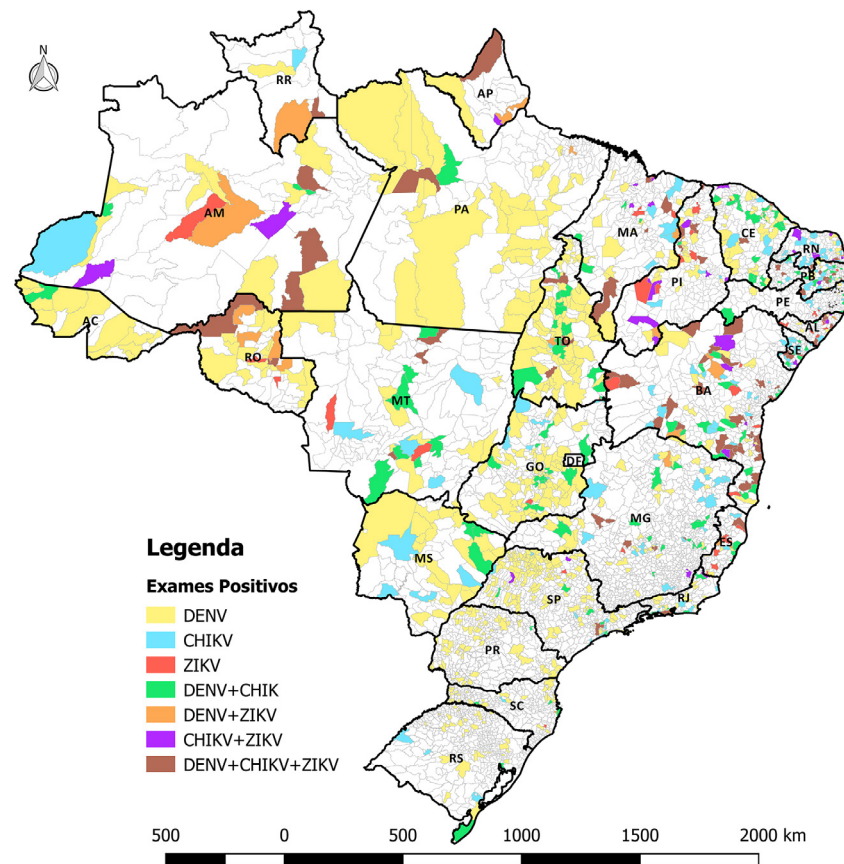 N
RR
AP
AM
PA
MA
CE
RN
PB
PI
PE
AC
AL
TO
SE
RO
BA
MT
GO
DF
MG
ES
MS
SP
RJ
PR
SC
RS
Legenda
Exames Positivos
DENV
CHIKV
ZIKV
DENV+CHIK
DENV+ZIKV
CHIKV+ZIKV
DENV+CHIKV+ZIKV
500 0 500 1000 1500 2000 km